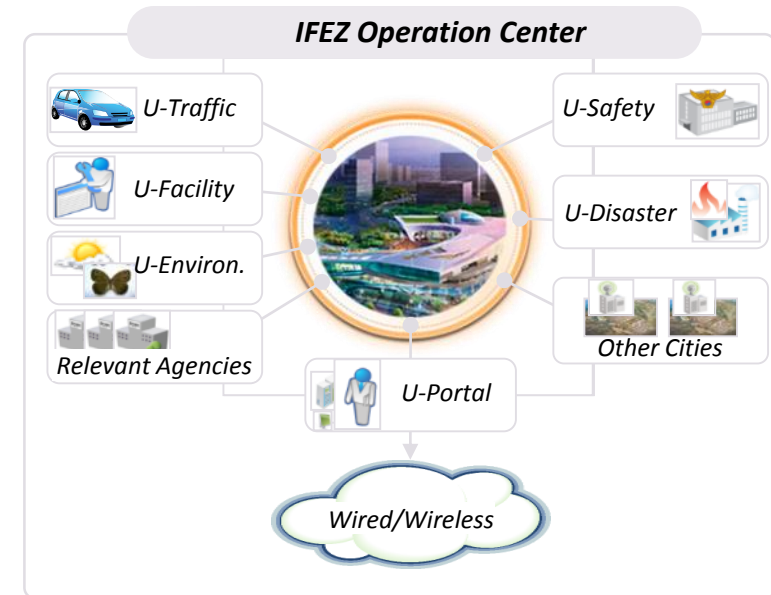 IFEZ Operation Center
U-Traffic
U-Safety
U-Facility
U-Disaster
U-Environ.
Relevant Agencies
Other Cities
U-Portal
Wired/Wireless